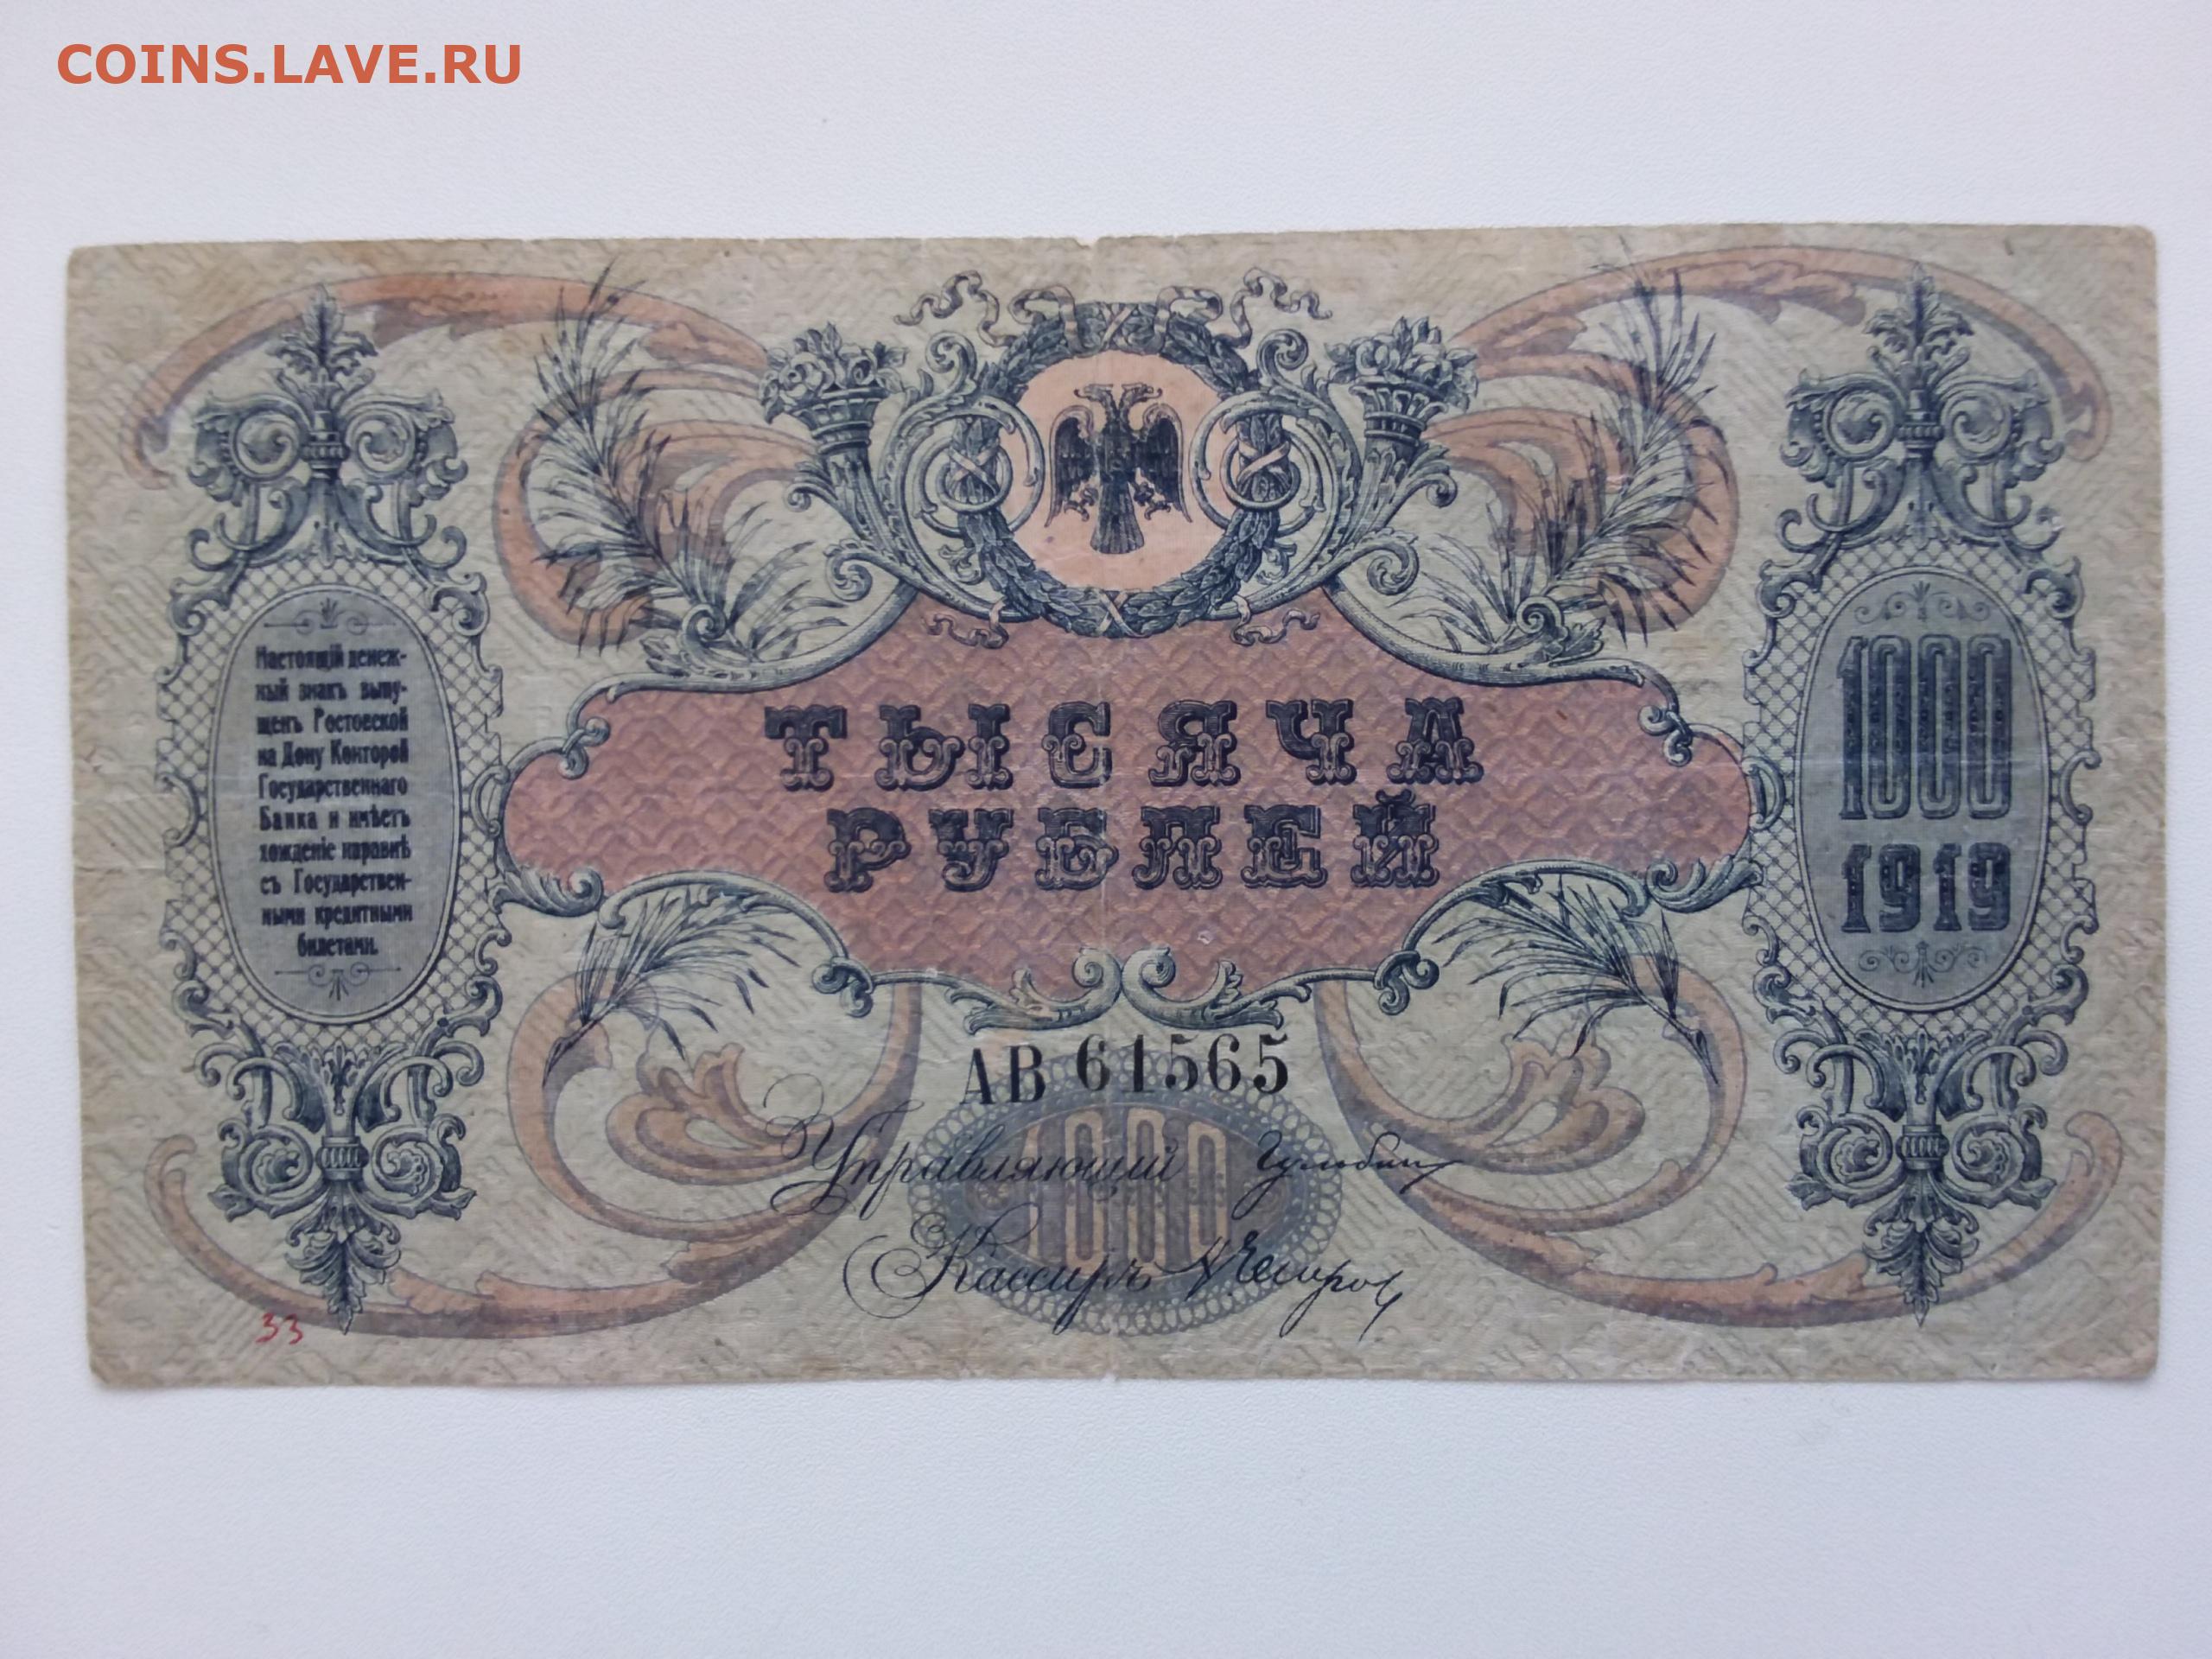 COINS.LAVE.RU
Настоящій денеж-
ный знакъ выпу-
щенъ Ростовской
на Дону Конторой
Государственнаго
Банка и имѣетъ
хожденіе наравнѣ
съ Государствен-
ными кредитными
билетами.
ТЫСЯЧА
РУБЛЕЙ
1000
1919
АВ 61565
1000
Управляющій
Кассиръ
33